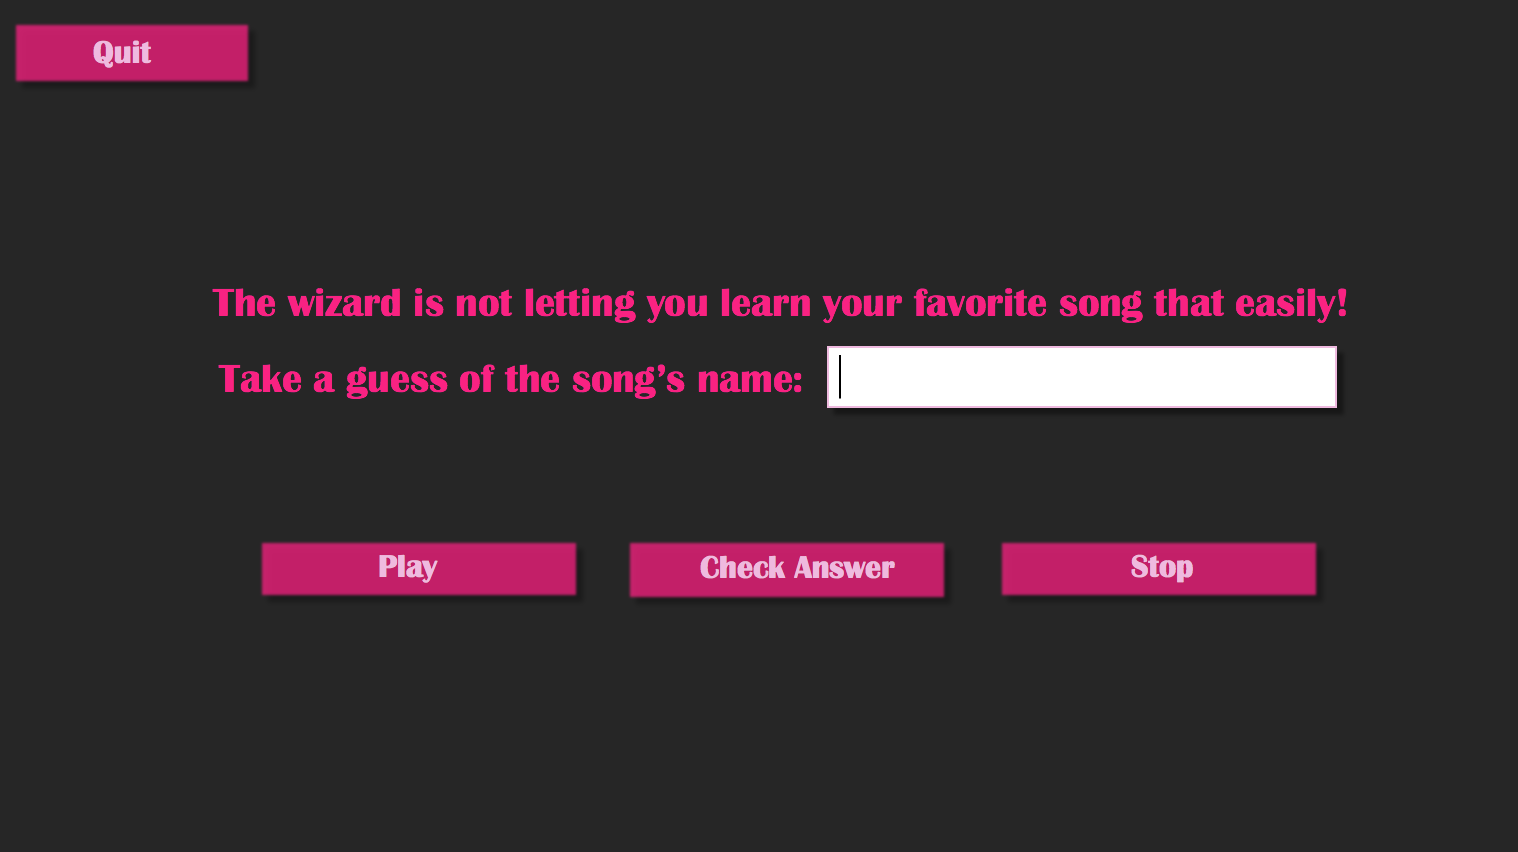 Quit
The wizard is not letting you learn your favorite song that easily!
Take a guess of the song’s name:
Play
Check Answer
Stop